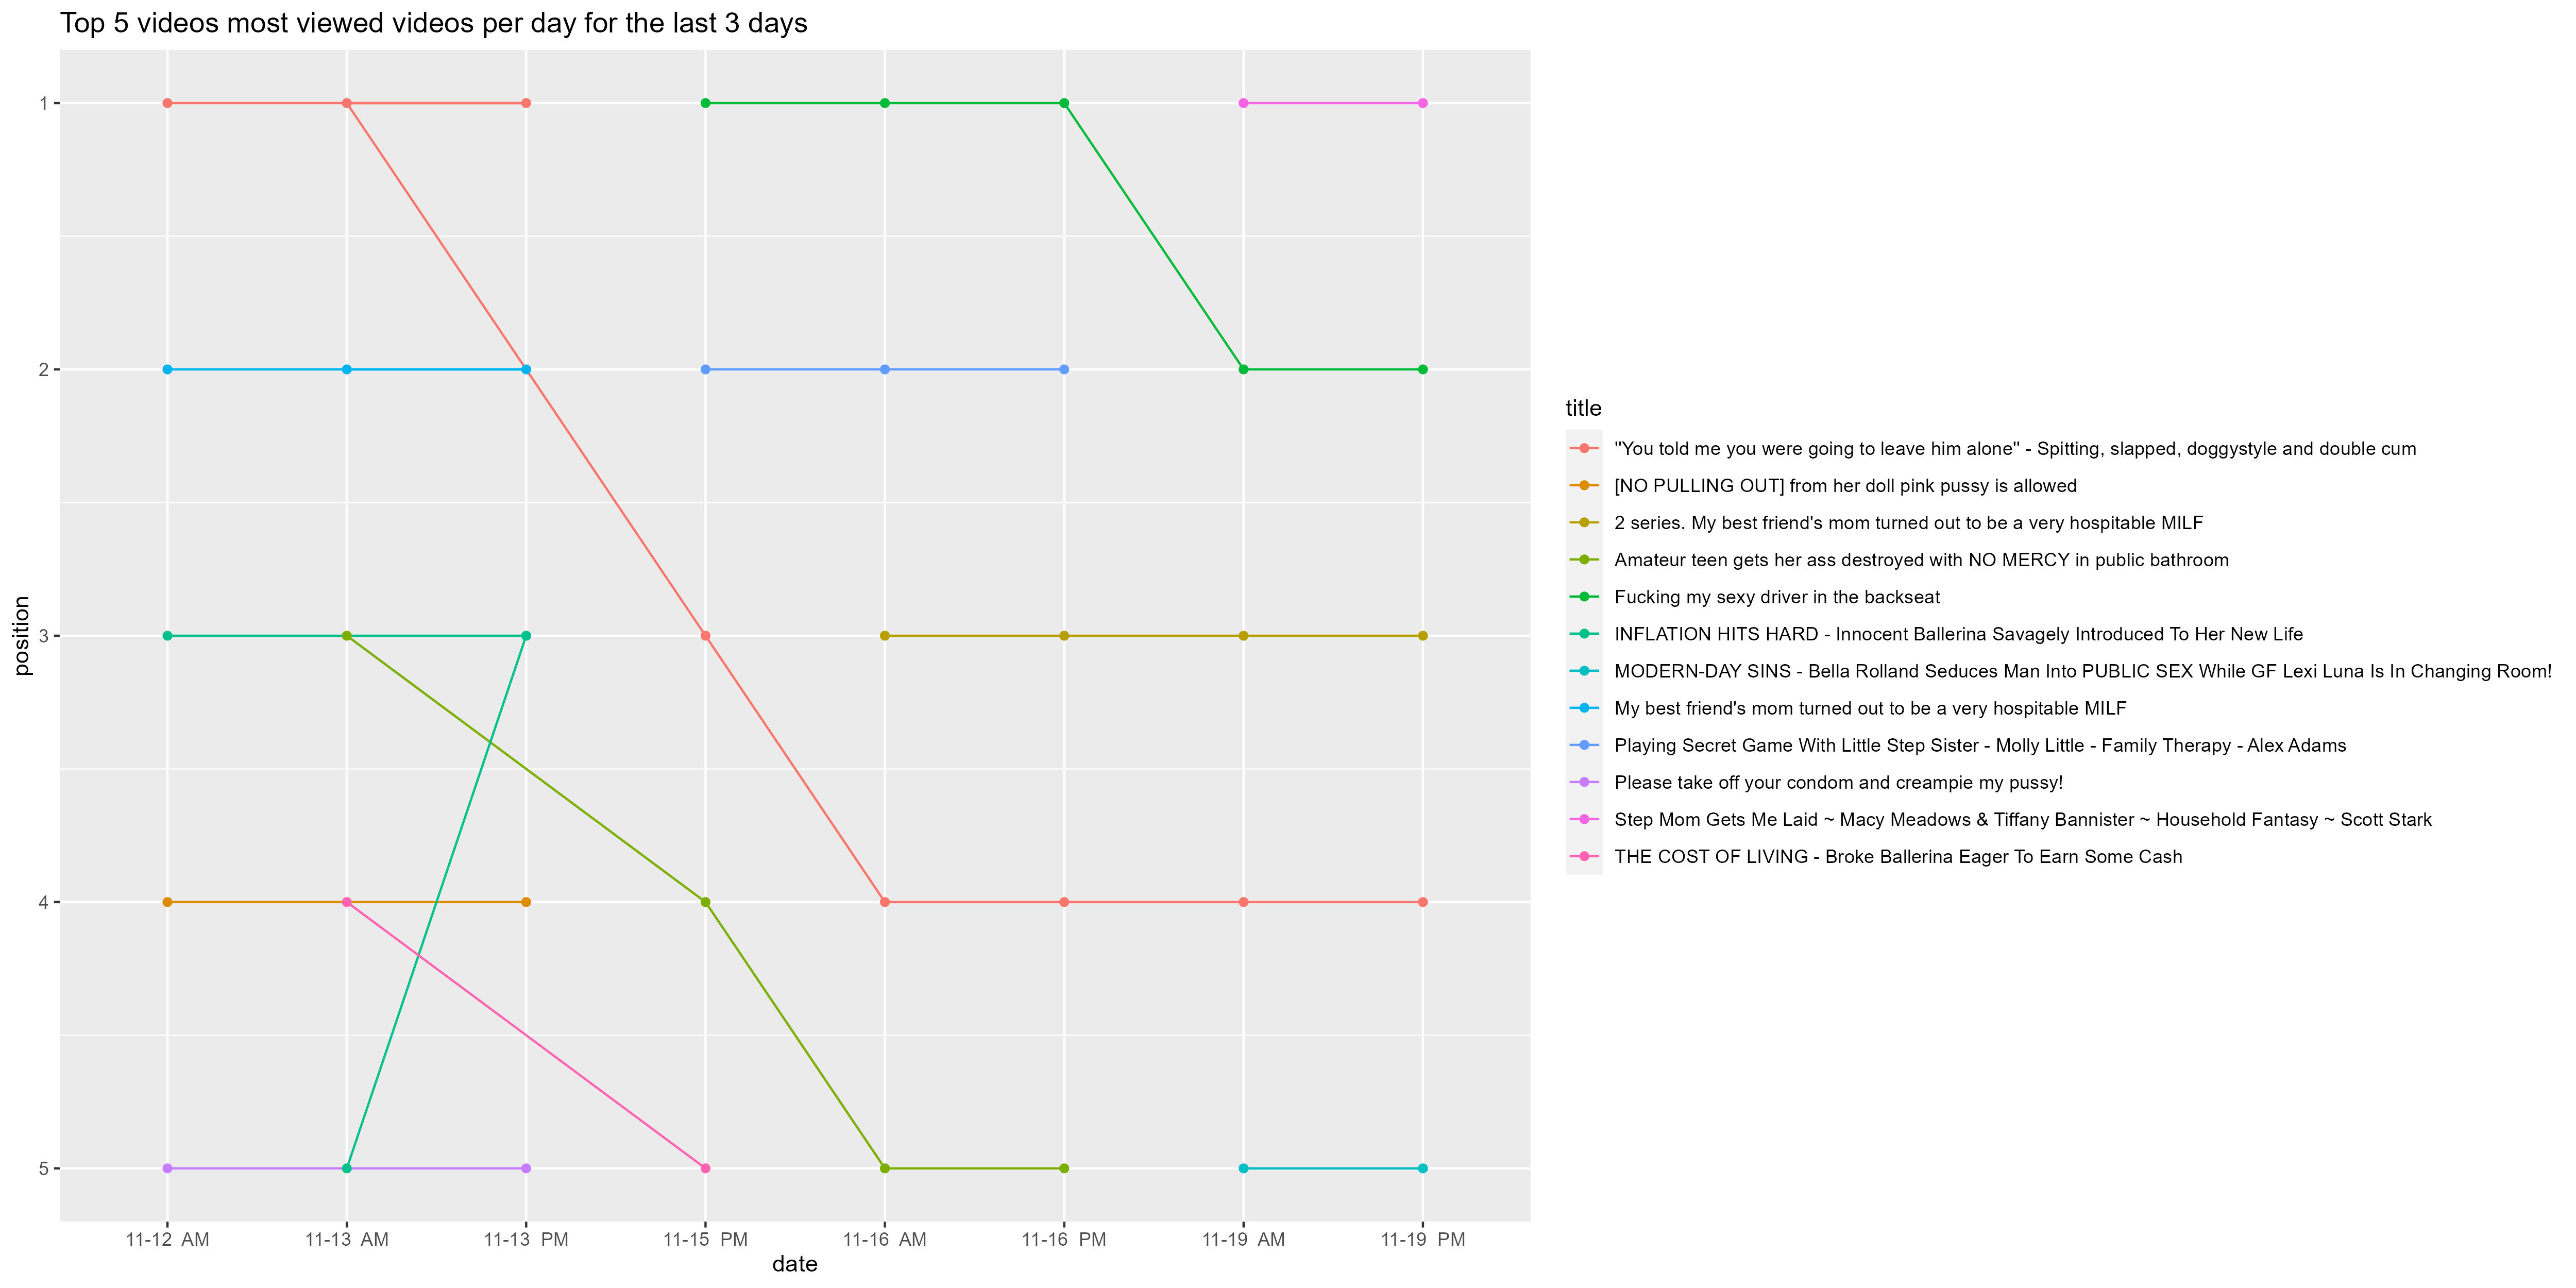 Top 5 videos most viewed videos per day for the last 3 days
position
1
2
3
4
5
11-12 AM
11-13 AM
11-13 PM
11-15 PM
11-16 AM
11-16 PM
11-19 AM
11-19 PM
date
title
"You told me you were going to leave him alone" - Spitting, slapped, doggystyle and double cum
[NO PULLING OUT] from her doll pink pussy is allowed
2 series. My best friend's mom turned out to be a very hospitable MILF
Amateur teen gets her ass destroyed with NO MERCY in public bathroom
Fucking my sexy driver in the backseat
INFLATION HITS HARD - Innocent Ballerina Savagely Introduced To Her New Life
MODERN-DAY SINS - Bella Rolland Seduces Man Into PUBLIC SEX While GF Lexi Luna Is In Changing Room!
My best friend's mom turned out to be a very hospitable MILF
Playing Secret Game With Little Step Sister - Molly Little - Family Therapy - Alex Adams
Please take off your condom and creampie my pussy!
Step Mom Gets Me Laid ~ Macy Meadows & Tiffany Bannister ~ Household Fantasy ~ Scott Stark
THE COST OF LIVING - Broke Ballerina Eager To Earn Some Cash